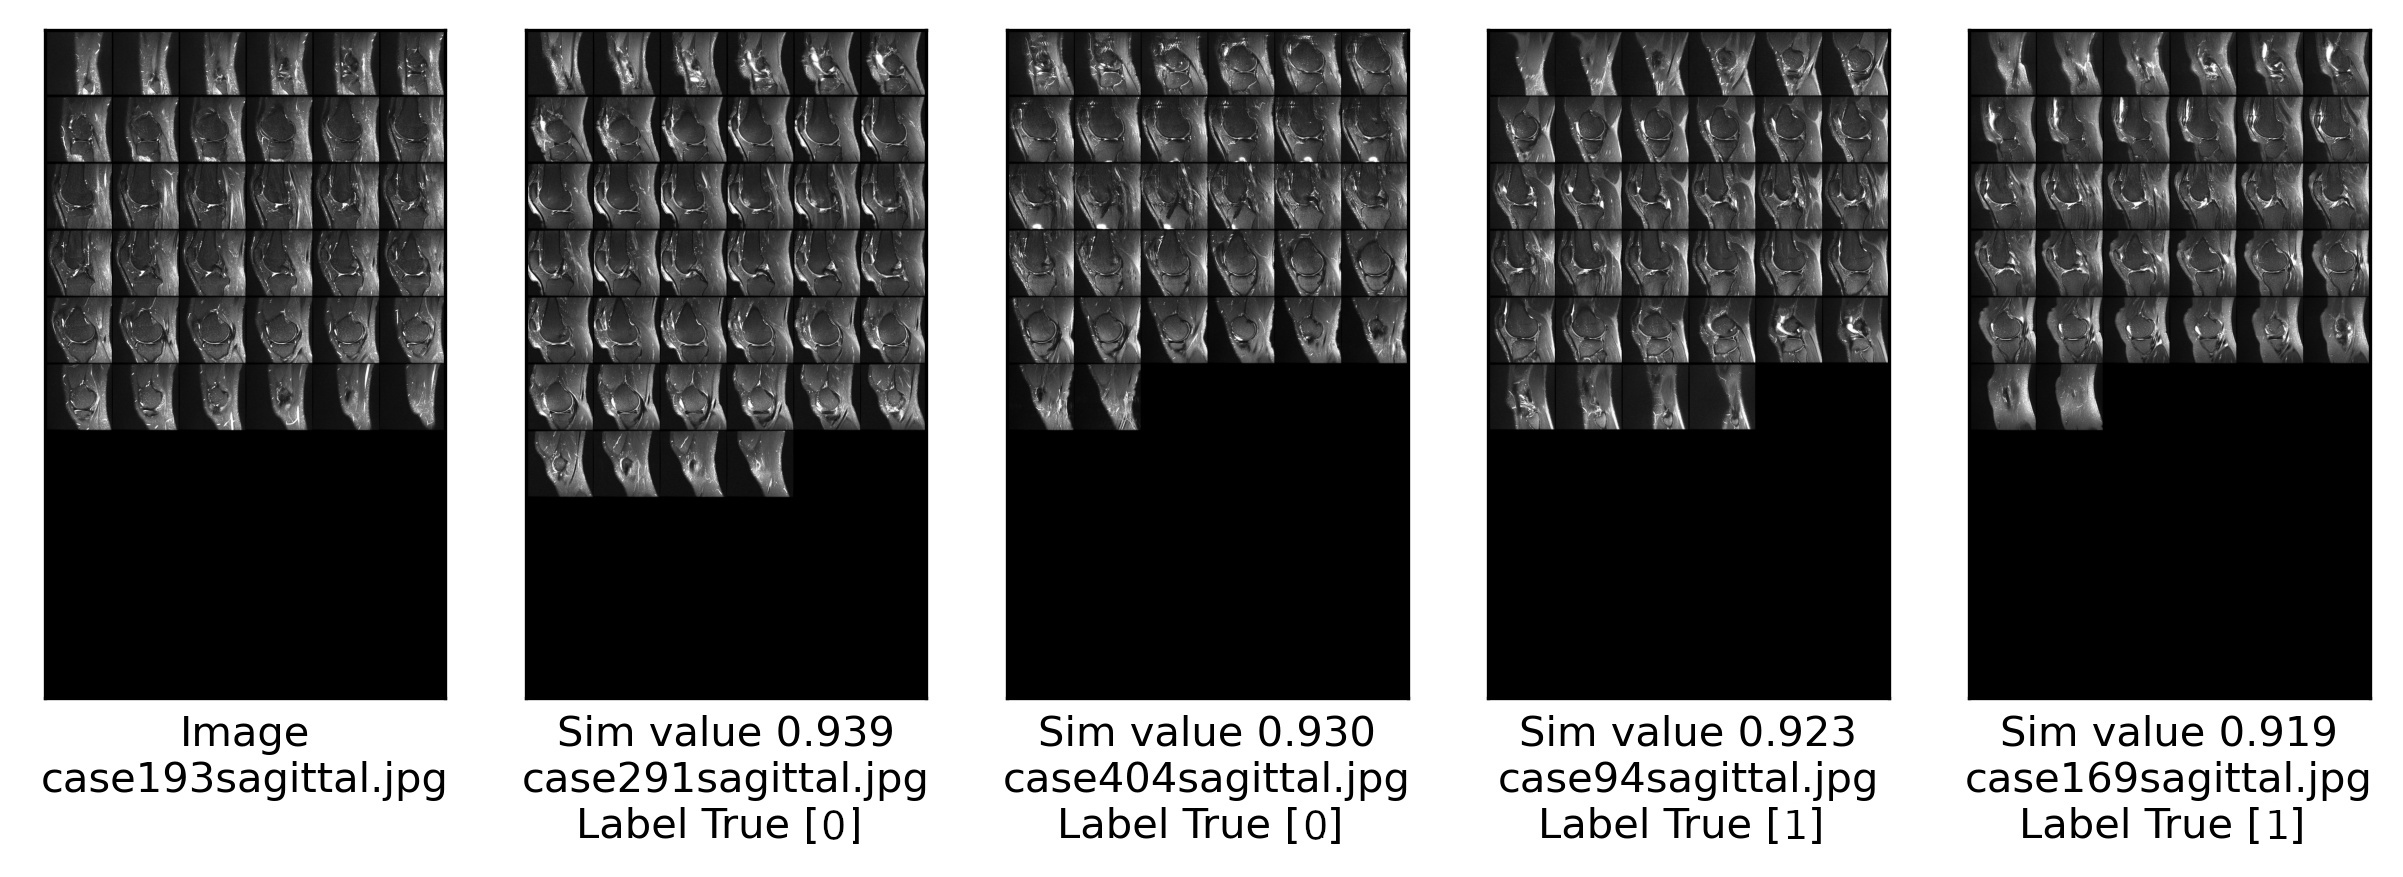 Image
case193sagittal.jpg
Sim value 0.939
case291sagittal.jpg
Label True [0]
Sim value 0.930
case404sagittal.jpg
Label True [0]
Sim value 0.923
case94sagittal.jpg
Label True [1]
Sim value 0.919
case169sagittal.jpg
Label True [1]